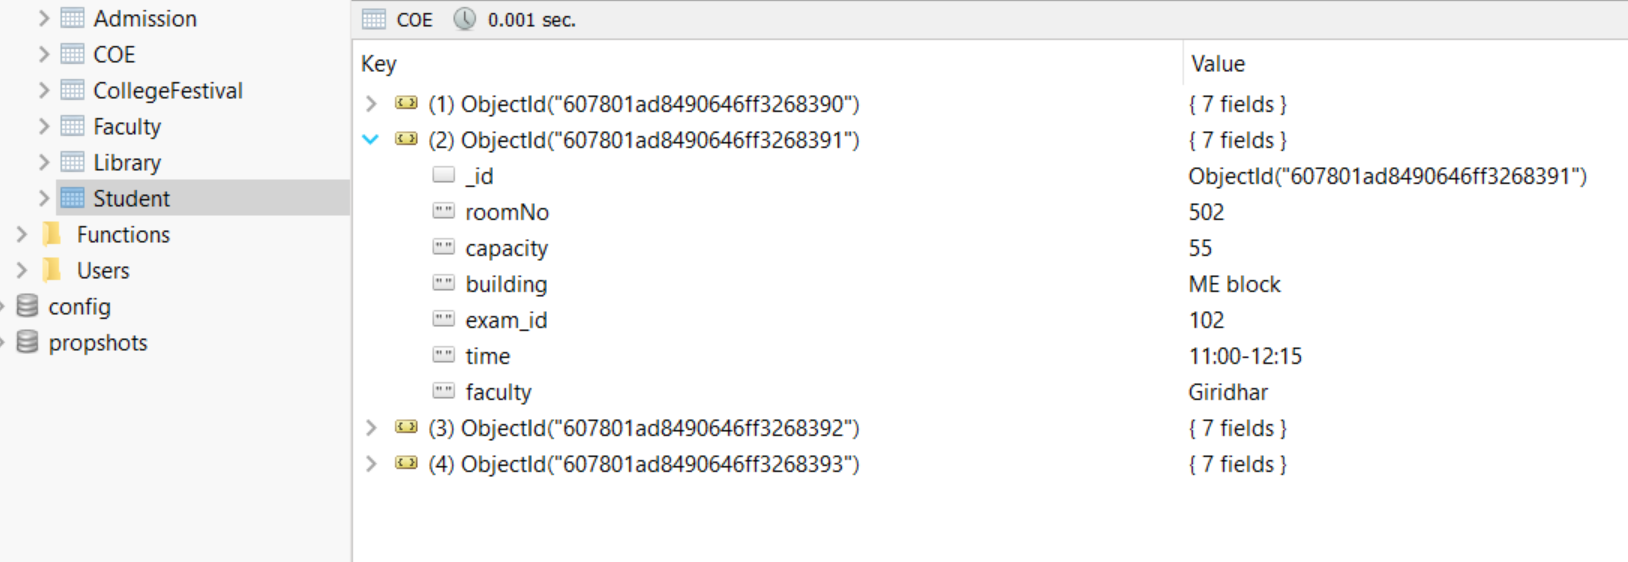 Admission
COE
CollegeFestival
Faculty
Library
Student
Functions
Users
config
propshots
COE 0.001 sec.
Key Value
(1) ObjectId("607801ad8490646ff3268390") { 7 fields }
(2) ObjectId("607801ad8490646ff3268391") { 7 fields }
_id ObjectId("607801ad8490646ff3268391")
roomNo 502
capacity 55
building ME block
exam_id 102
time 11:00-12:15
faculty Giridhar
(3) ObjectId("607801ad8490646ff3268392") { 7 fields }
(4) ObjectId("607801ad8490646ff3268393") { 7 fields }